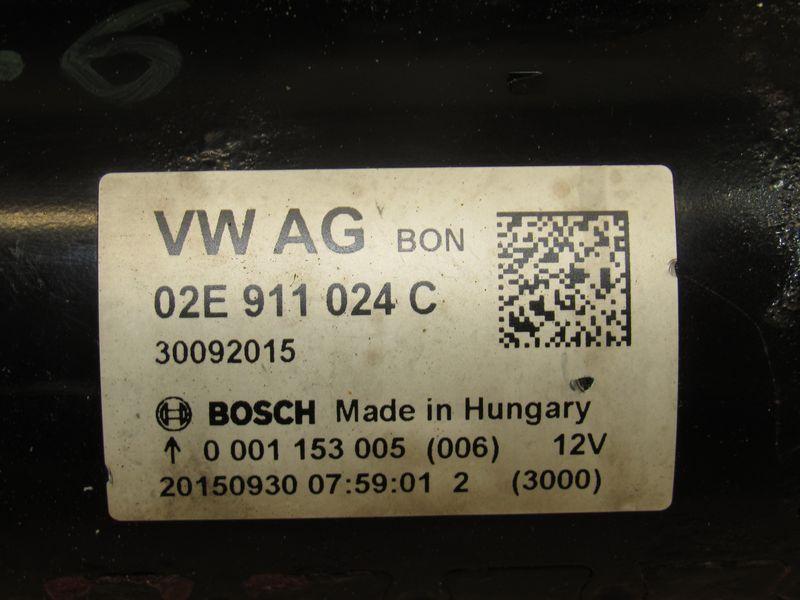 .6
VW AG BON
02E 911 024 C
30092015
BOSCH Made in Hungary
↑ 0 001 153 005 (006) 12V
20150930 07:59:01 2 (3000)